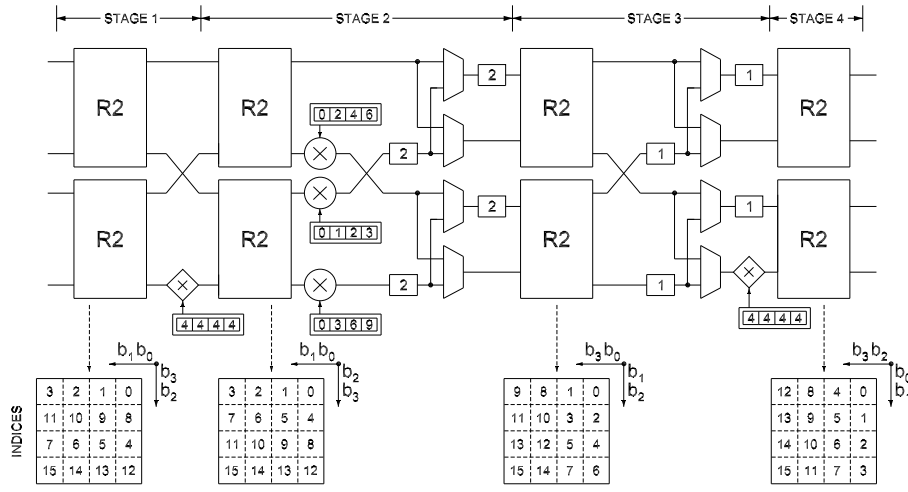 STAGE 1 STAGE 2 STAGE 3 STAGE 4
2 1
R2 R2 R2 R2
0 2 4 6
× 2 1
× 2 1
R2 R2 R2 R2
0 1 2 3
× × 2 1 ×
4 4 4 4 0 3 6 9 4 4 4 4
b1 b0 b1 b0 b3 b0 b3 b2
b3 b2 b1 b0
b2 b3 b2
INDICES
3 2 1 0
11 10 9 8
7 6 5 4
15 14 13 12
3 2 1 0
7 6 5 4
11 10 9 8
15 14 13 12
9 8 1 0
11 10 3 2
13 12 5 4
15 14 7 6
12 8 4 0
13 9 5 1
14 10 6 2
15 11 7 3